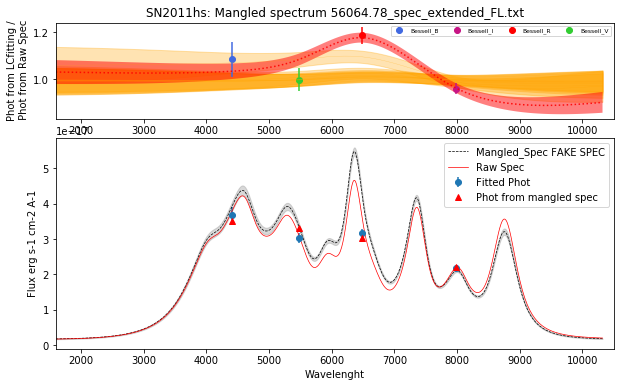 SN2011hs: Mangled spectrum 56064.78_spec_extended_FL.txt
Phot from LCfitting /
Phot from Raw Spec
1.2
1.0
Bessell_B
Bessell_I
Bessell_R
Bessell_V
2000 3000 4000 5000 6000 7000 8000 9000 10000
1e−17
Flux erg s-1 cm-2 A-1
5
4
3
2
1
0
Mangled_Spec FAKE SPEC
Raw Spec
Fitted Phot
Phot from mangled spec
2000 3000 4000 5000 6000 7000 8000 9000 10000
Wavelenght